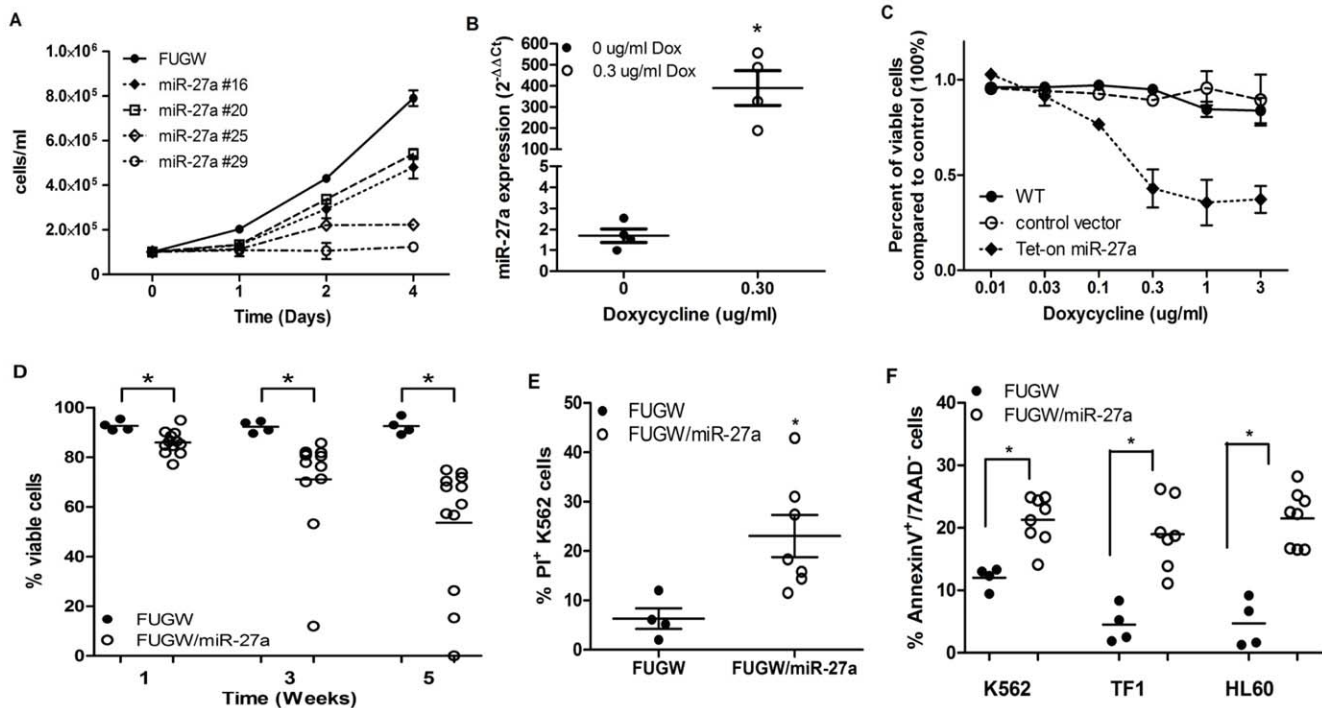 A
FUGW
miR-27a #16
miR-27a #20
miR-27a #25
miR-27a #29
1.0×10⁶
8.0×10⁵
6.0×10⁵
4.0×10⁵
2.0×10⁵
0
cells/ml
0 1 2 4
Time (Days)
B
0 ug/ml Dox
0.3 ug/ml Dox
*
miR-27a expression (2^-ΔΔCt)
600
500
400
300
200
100
5
4
3
2
1
0
0 0.30
Doxycycline (ug/ml)
C
Percent of viable cells
compared to control (100%)
1.0
0.5
0.0
WT
control vector
Tet-on miR-27a
0.01 0.03 0.1 0.3 1 3
Doxycycline (ug/ml)
D
* * *
% viable cells
100
80
60
40
20
0
FUGW
FUGW/miR-27a
1 3 5
Time (Weeks)
E
FUGW
FUGW/miR-27a
*
% PI⁺ K562 cells
50
40
30
20
10
0
FUGW FUGW/miR-27a
F
FUGW
FUGW/miR-27a
* * *
% AnnexinV⁺/7AAD⁻ cells
40
30
20
10
0
K562 TF1 HL60